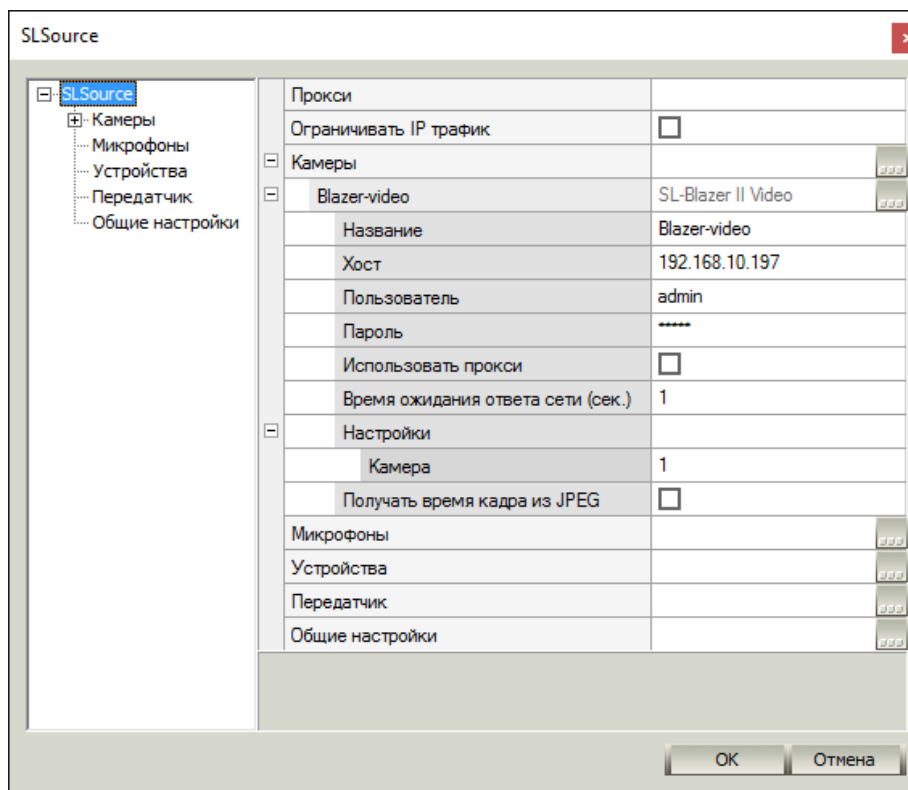 SLSource
SLSource
Камеры
Микрофоны
Устройства
Передатчик
Общие настройки
Прокси
Ограничивать IP трафик
Камеры
Blazer-video SL-Blazer II Video
Название Blazer-video
Хост 192.168.10.197
Пользователь admin
Пароль *****
Использовать прокси
Время ожидания ответа сети (сек.) 1
Настройки
Камера 1
Получать время кадра из JPEG
Микрофоны
Устройства
Передатчик
Общие настройки
OK Отмена